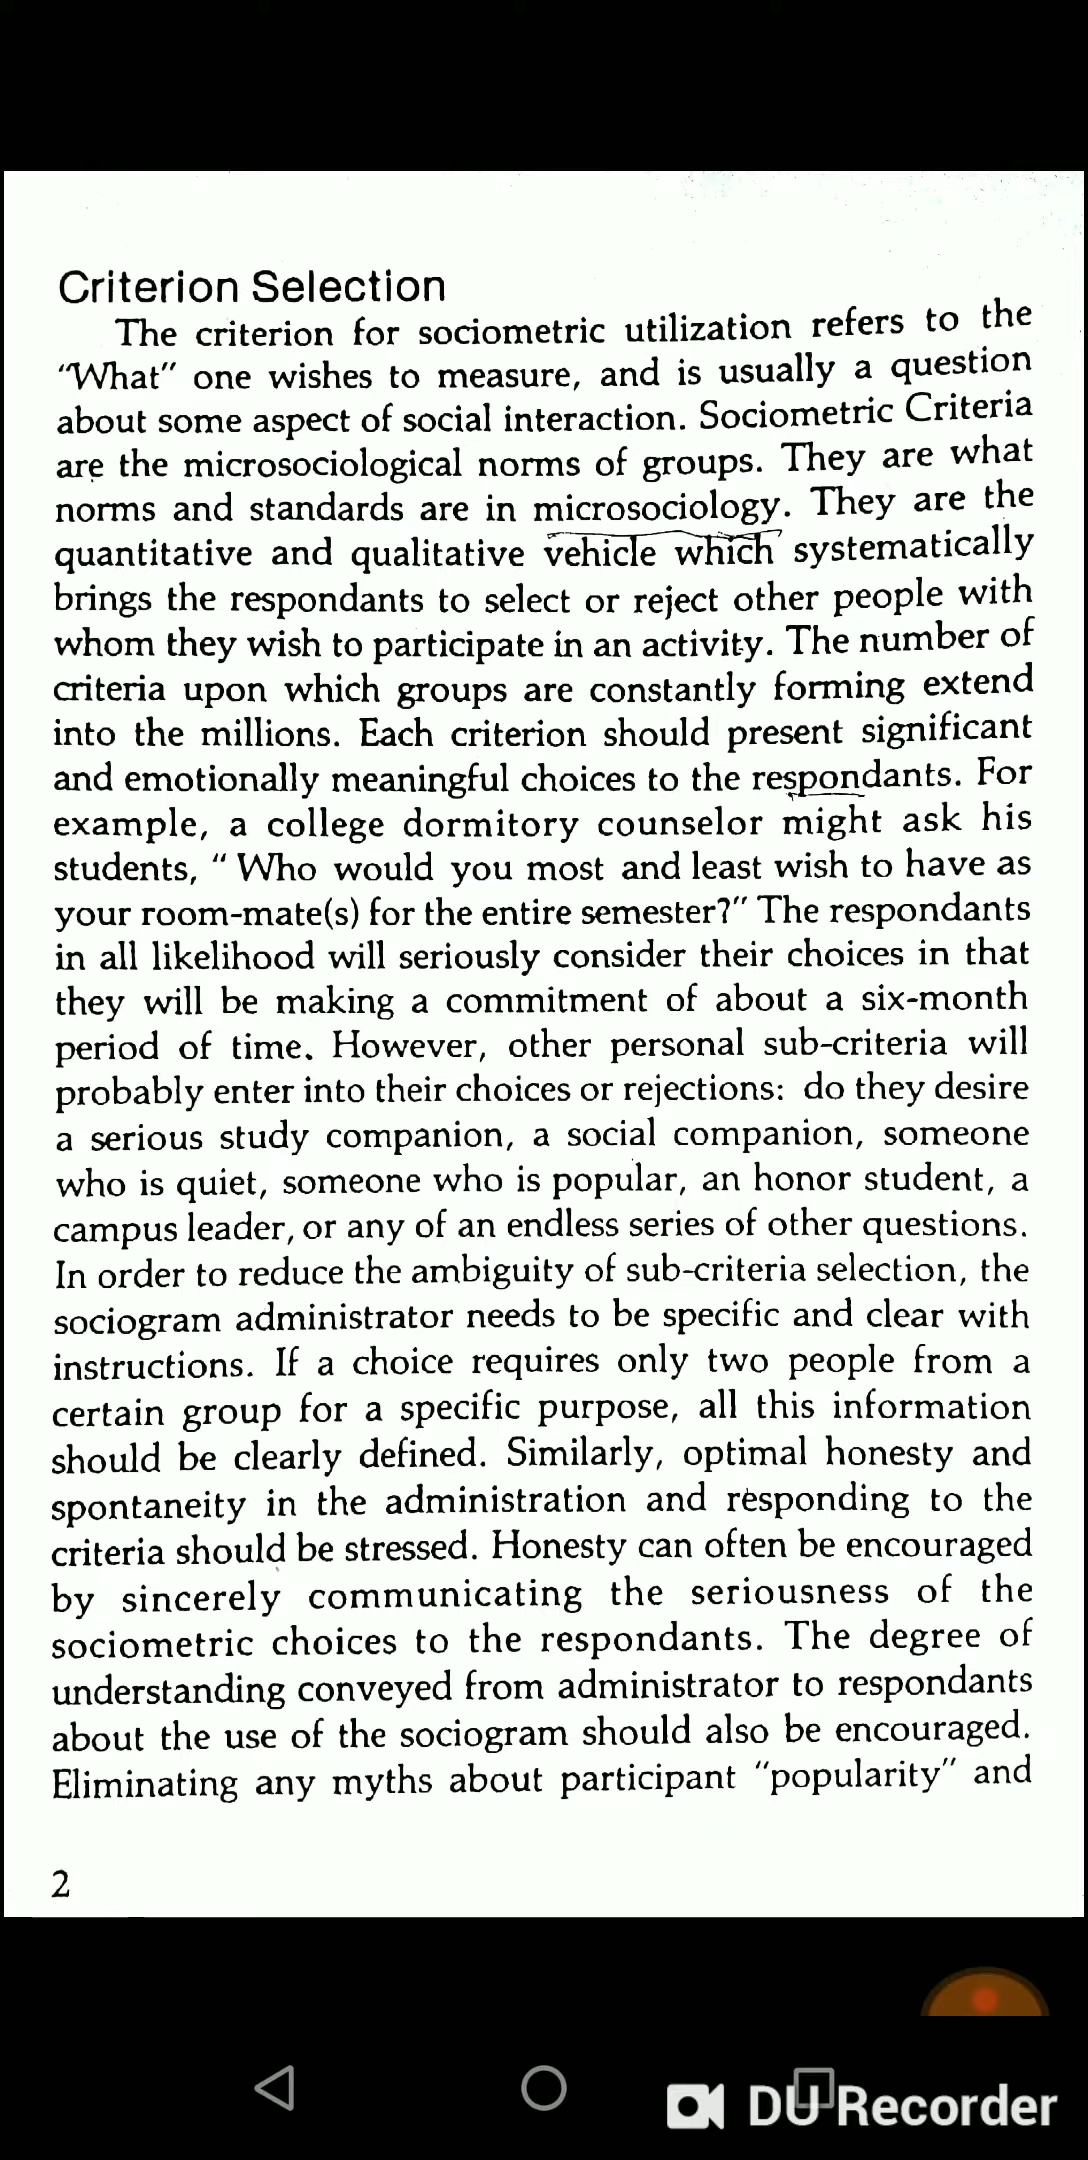 Criterion Selection
The criterion for sociometric utilization refers to the
"What" one wishes to measure, and is usually a question
about some aspect of social interaction. Sociometric Criteria
are the microsociological norms of groups. They are what
norms and standards are in microsociology. They are the
quantitative and qualitative vehicle which systematically
brings the respondants to select or reject other people with
whom they wish to participate in an activity. The number of
criteria upon which groups are constantly forming extend
into the millions. Each criterion should present significant
and emotionally meaningful choices to the respondants. For
example, a college dormitory counselor might ask his
students, " Who would you most and least wish to have as
your room-mate(s) for the entire semester?" The respondants
in all likelihood will seriously consider their choices in that
they will be making a commitment of about a six-month
period of time. However, other personal sub-criteria will
probably enter into their choices or rejections: do they desire
a serious study companion, a social companion, someone
who is quiet, someone who is popular, an honor student, a
campus leader, or any of an endless series of other questions.
In order to reduce the ambiguity of sub-criteria selection, the
sociogram administrator needs to be specific and clear with
instructions. If a choice requires only two people from a
certain group for a specific purpose, all this information
should be clearly defined. Similarly, optimal honesty and
spontaneity in the administration and responding to the
criteria should be stressed. Honesty can often be encouraged
by sincerely communicating the seriousness of the
sociometric choices to the respondants. The degree of
understanding conveyed from administrator to respondants
about the use of the sociogram should also be encouraged.
Eliminating any myths about participant "popularity" and
2
DU Recorder